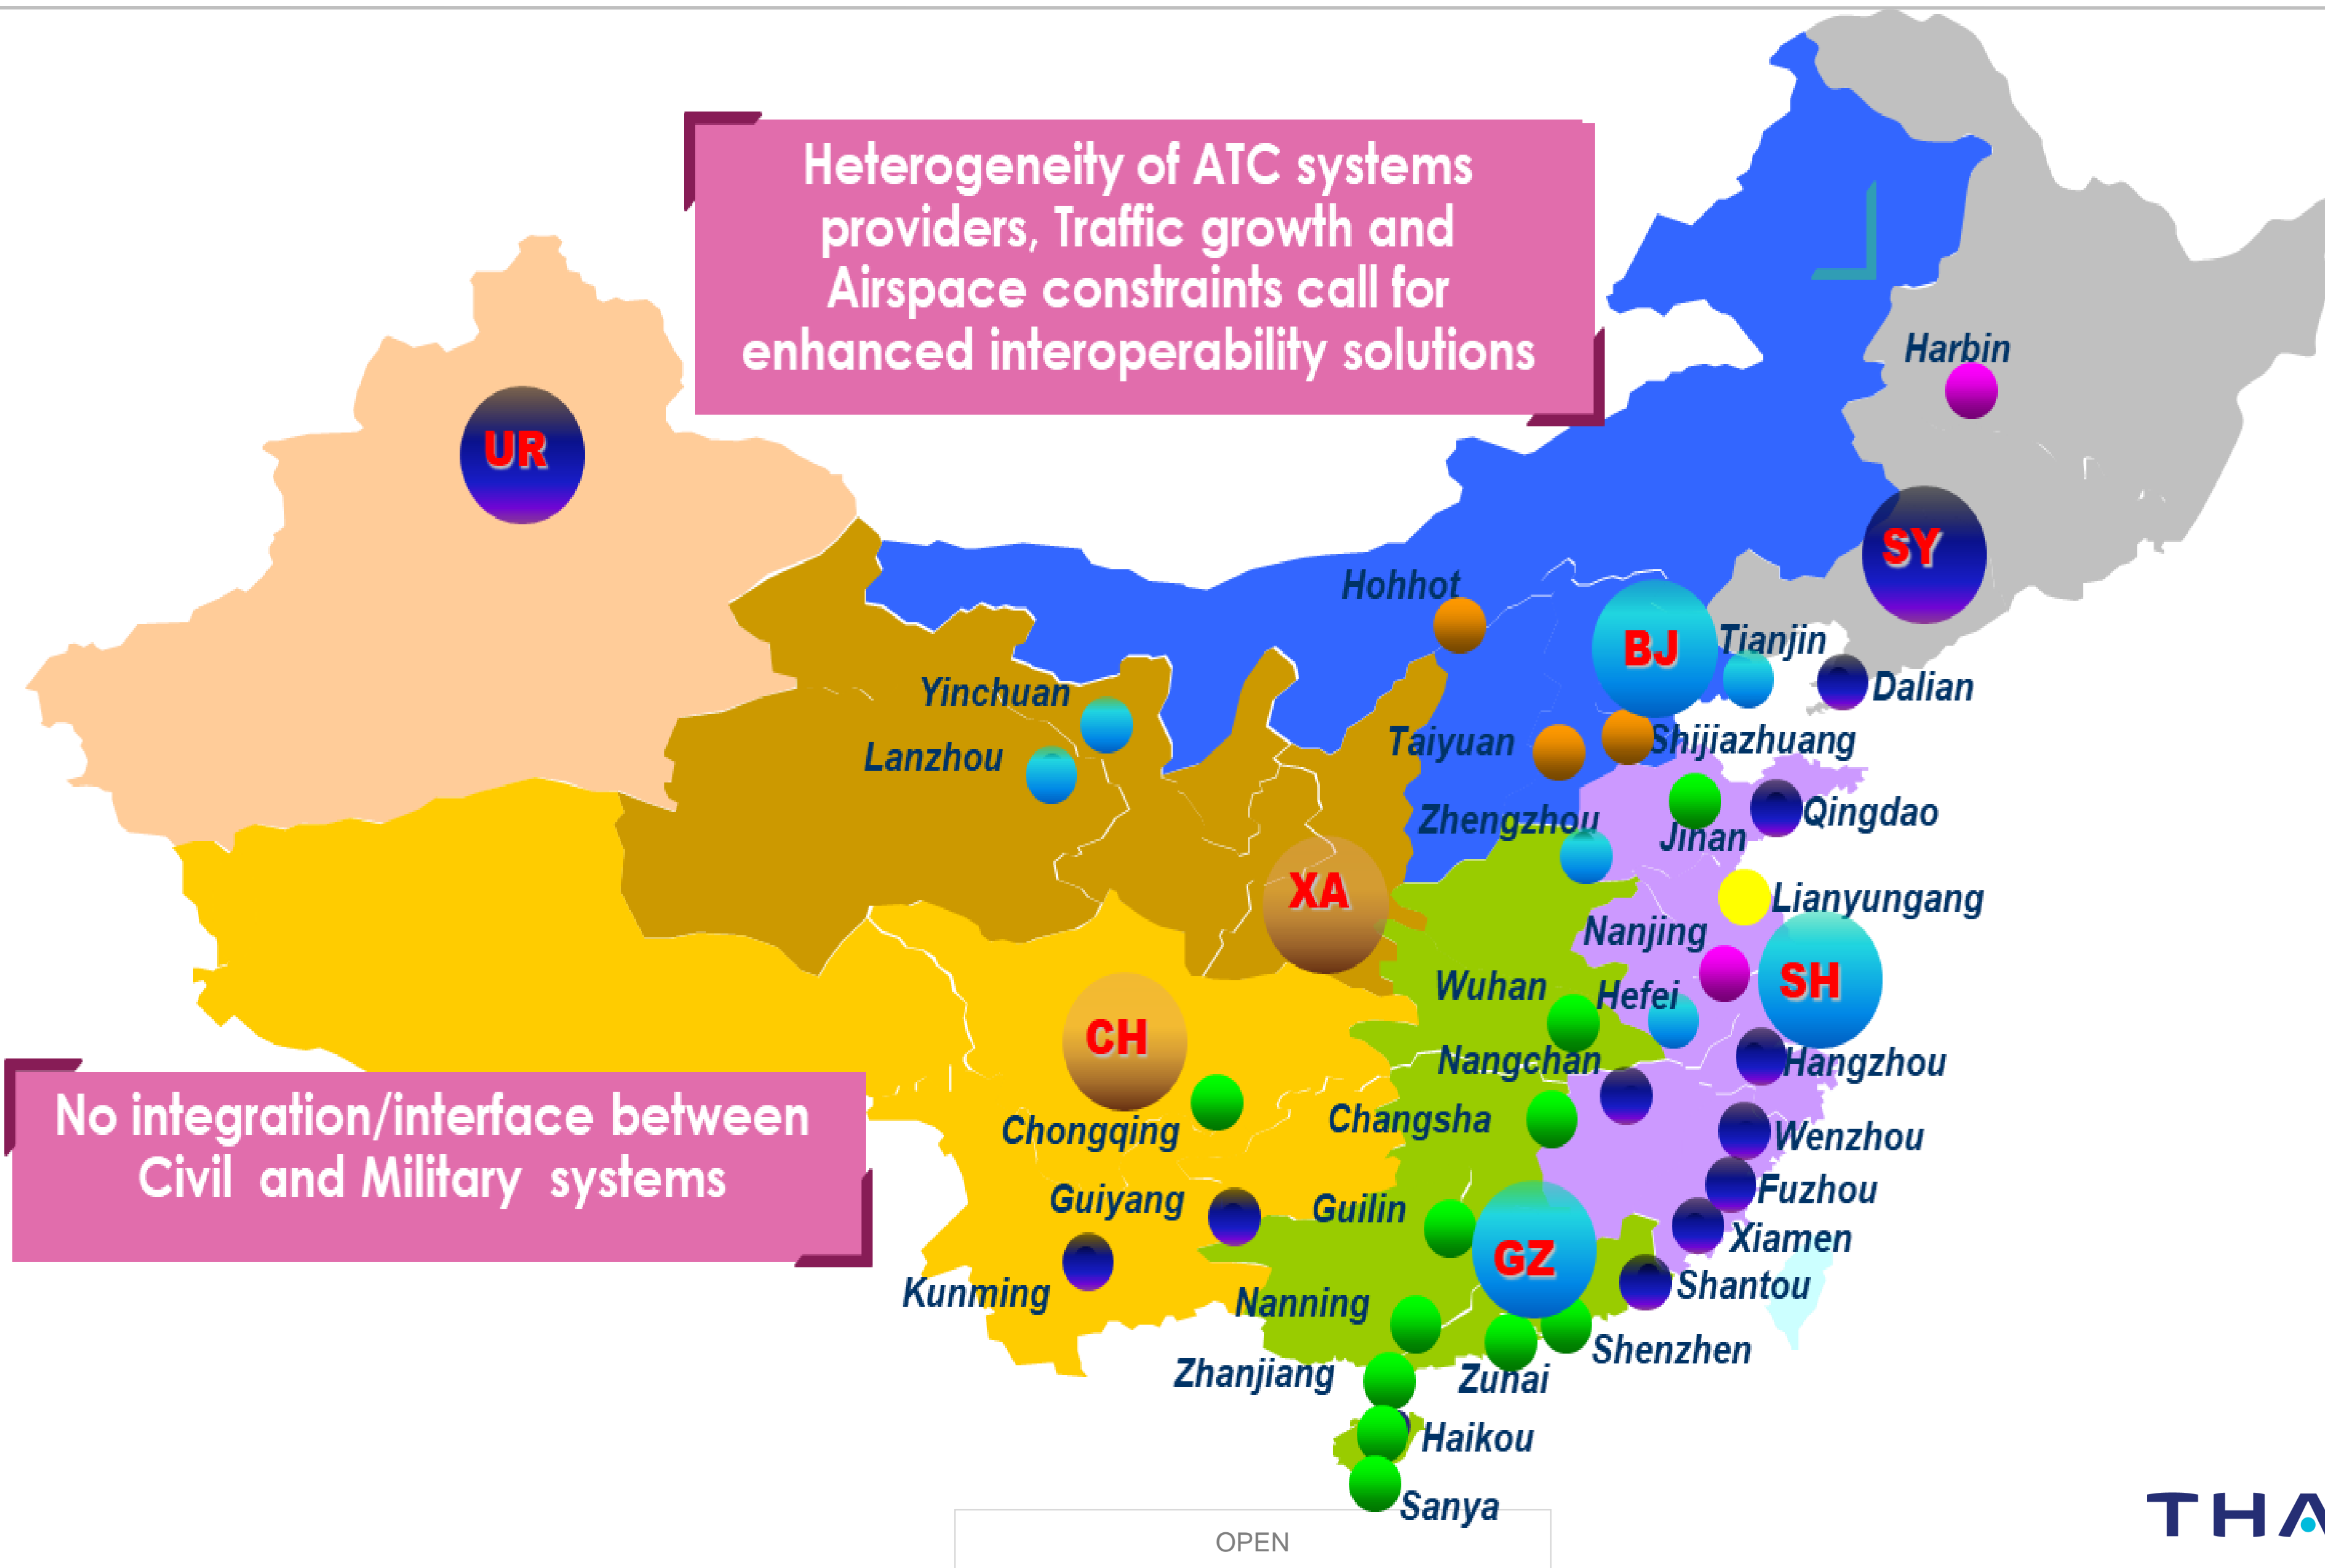 Heterogeneity of ATC systems
providers, Traffic growth and
Airspace constraints call for
enhanced interoperability solutions
Harbin
UR
SY
Hohhot
BJ
Tianjin
Dalian
Yinchuan
Lanzhou
Taiyuan
Shijiazhuang
Zhengzhou
Jinan
Qingdao
XA
Lianyungang
Nanjing
SH
Wuhan
Hefei
CH
Nangchan
Hangzhou
No integration/interface between
Civil and Military systems
Chongqing
Changsha
Wenzhou
Guiyang
Guilin
Fuzhou
Xiamen
GZ
Kunming
Nanning
Shantou
Shenzhen
Zhanjiang
Zuhai
Haikou
Sanya
OPEN
THA